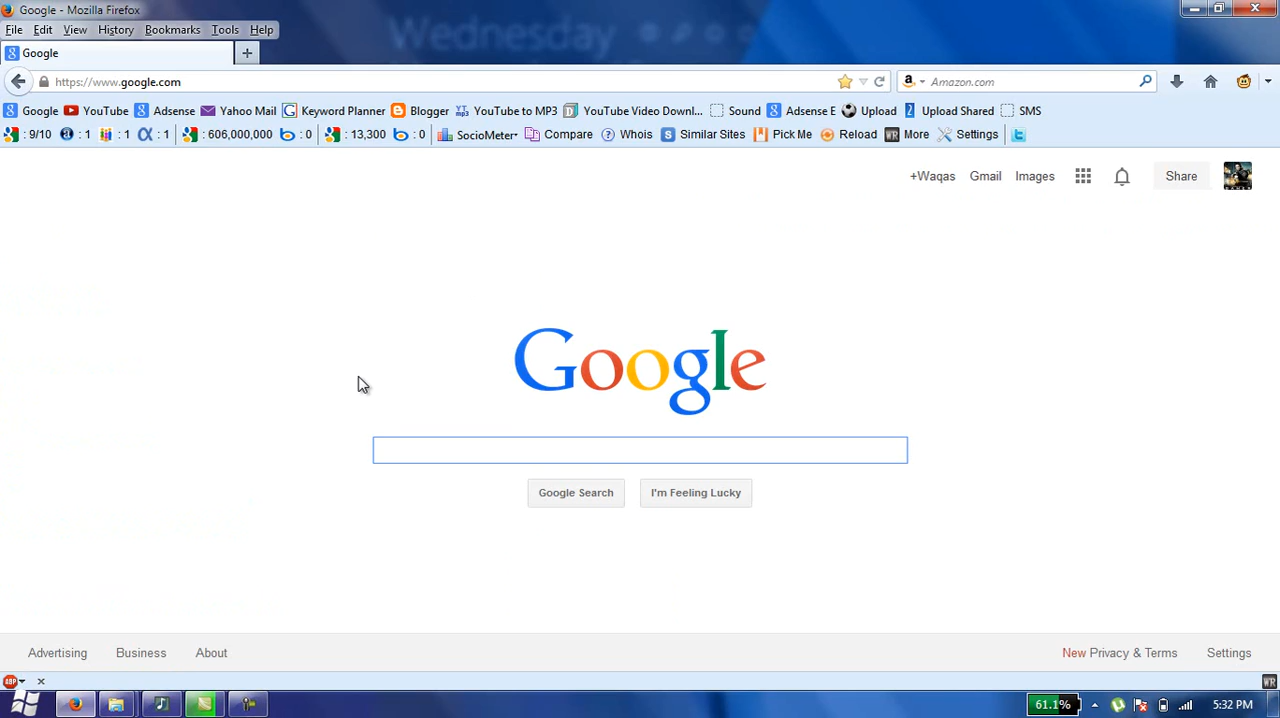 Google - Mozilla Firefox
Wednesday
File Edit View History Bookmarks Tools Help
Google
https://www.google.com
Amazon.com
Google YouTube Adsense Yahoo Mail Keyword Planner Blogger YouTube to MP3 YouTube Video Downl... Sound Adsense E Upload Upload Shared SMS
: 9/10 : 1 : 1 : 1 : 606,000,000 : 0 : 13,300 : 0 SocioMeter Compare Whois Similar Sites Pick Me Reload More Settings
+Waqas Gmail Images Share
Google
Google Search I'm Feeling Lucky
Advertising Business About New Privacy & Terms Settings
ABP WR
61.1% 5:32 PM